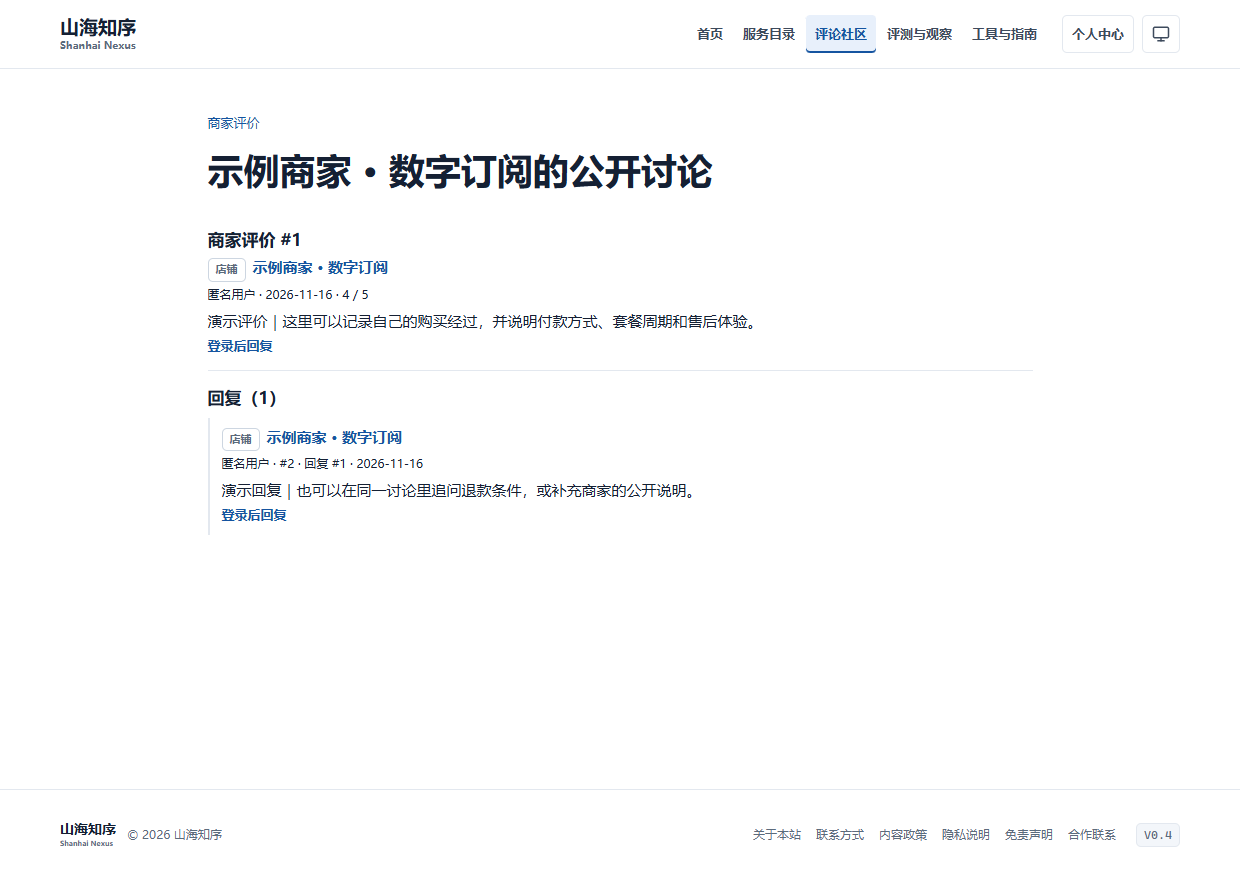 山海知序
Shanhai Nexus
首页
服务目录
评论社区
评测与观察
工具与指南
个人中心
商家评价
示例商家・数字订阅的公开讨论
商家评价 #1
店铺 示例商家・数字订阅
匿名用户 · 2026-11-16 · 4 / 5
演示评价｜这里可以记录自己的购买经过，并说明付款方式、套餐周期和售后体验。
登录后回复
回复（1）
店铺 示例商家・数字订阅
匿名用户 · #2 · 回复 #1 · 2026-11-16
演示回复｜也可以在同一讨论里追问退款条件，或补充商家的公开说明。
登录后回复
山海知序
Shanhai Nexus
© 2026 山海知序
关于本站
联系方式
内容政策
隐私说明
免责声明
合作联系
V0.4